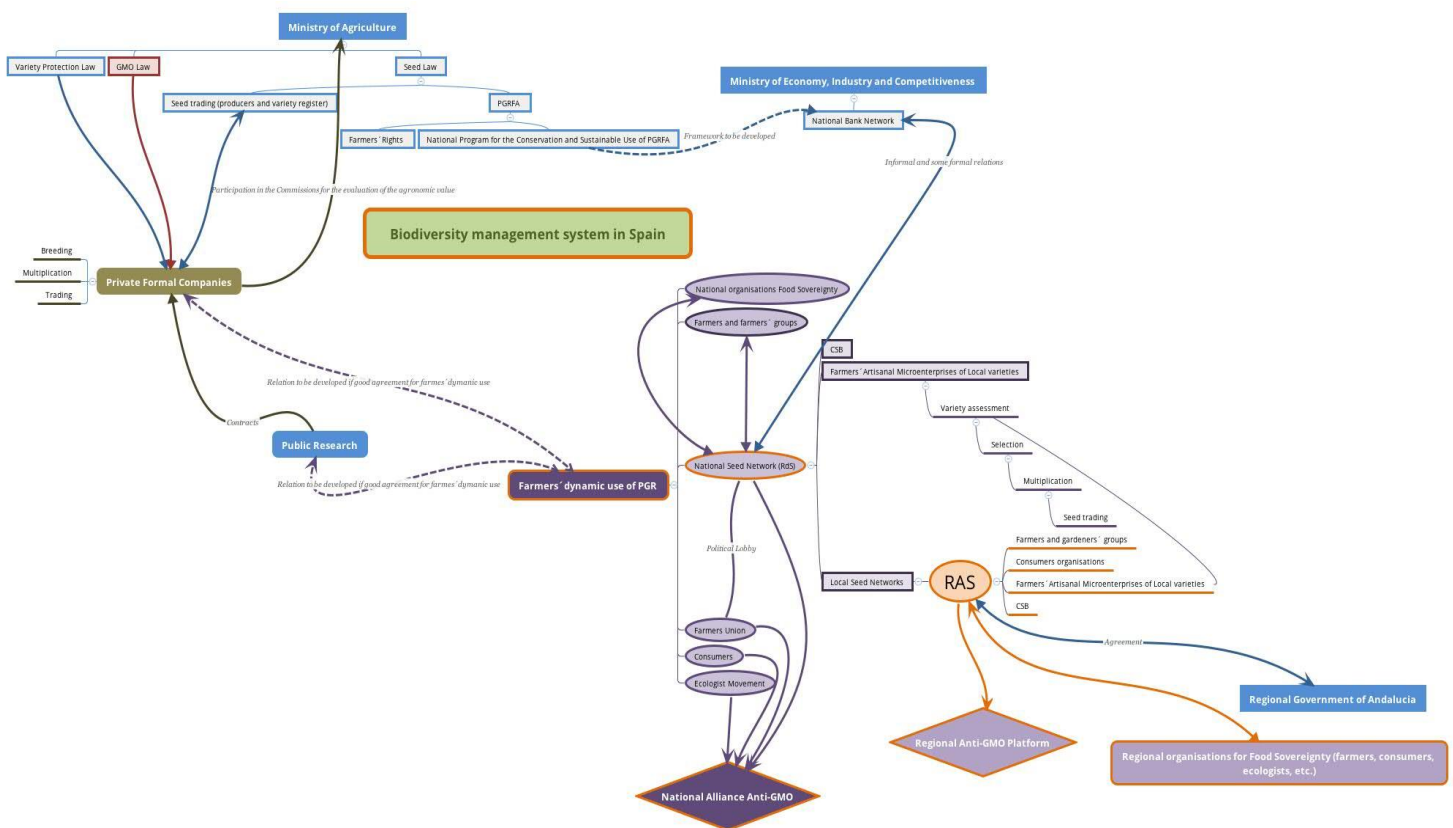 Ministry of Agriculture
Variety Protection Law
GMO Law
Seed Law
Ministry of Economy, Industry and Competitiveness
Seed trading (producers and variety register)
PGRFA
National Bank Network
Farmers´Rights
National Program for the Conservation and Sustainable Use of PGRFA
Framework to be developed
Informal and some formal relations
Participation in the Commissions for the evaluation of the agronomic value
Biodiversity management system in Spain
Breeding
Multiplication
Trading
Private Formal Companies
National organisations Food Sovereignty
Farmers and farmers´ groups
CSB
Farmers´Artisanal Microenterprises of Local varieties
Relation to be developed if good agreement for farmes´dymanic use
Variety assessment
Contracts
Public Research
Selection
National Seed Network (RdS)
Multiplication
Relation to be developed if good agreement for farmes´dymanic use
Farmers´dynamic use of PGR
Seed trading
Political Lobby
Farmers and gardeners´ groups
Consumers organisations
Local Seed Networks
RAS
Farmers´Artisanal Microenterprises of Local varieties
CSB
Farmers Union
Consumers
Ecologist Movement
Agreement
Regional Government of Andalucia
Regional Anti-GMO Platform
Regional organisations for Food Sovereignty (farmers, consumers,
ecologists, etc.)
National Alliance Anti-GMO